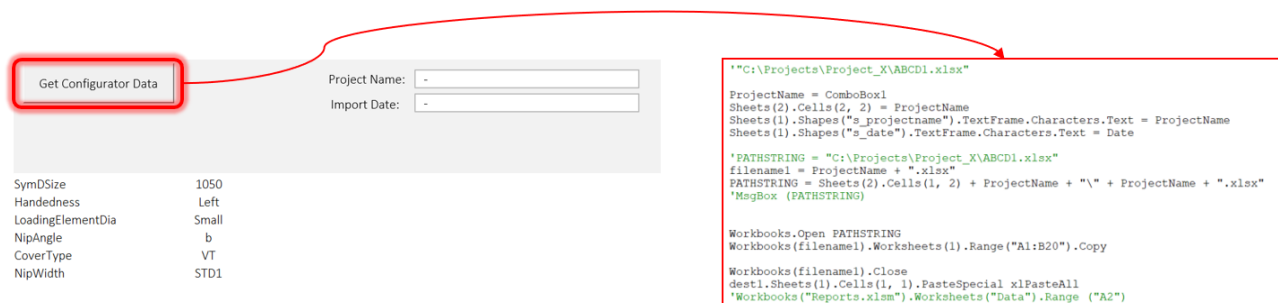 Get Configurator Data
Project Name: -
Import Date: -
SymDSize 1050
Handedness Left
LoadingElementDia Small
NipAngle b
CoverType VT
NipWidth STD1
'"C:\Projects\Project_X\ABCD1.xlsx"
ProjectName = ComboBox1
Sheets(2).Cells(2, 2) = ProjectName
Sheets(1).Shapes("s_projectname").TextFrame.Characters.Text = ProjectName
Sheets(1).Shapes("s_date").TextFrame.Characters.Text = Date
'PATHSTRING = "C:\Projects\Project_X\ABCD1.xlsx"
filename1 = ProjectName + ".xlsx"
PATHSTRING = Sheets(2).Cells(1, 2) + ProjectName + "\" + ProjectName + ".xlsx"
'MsgBox (PATHSTRING)
Workbooks.Open PATHSTRING
Workbooks(filename1).Worksheets(1).Range("A1:B20").Copy
Workbooks(filename1).Close
dest1.Sheets(1).Cells(1, 1).PasteSpecial xlPasteAll
'Workbooks("Reports.xlsm").Worksheets("Data").Range ("A2")